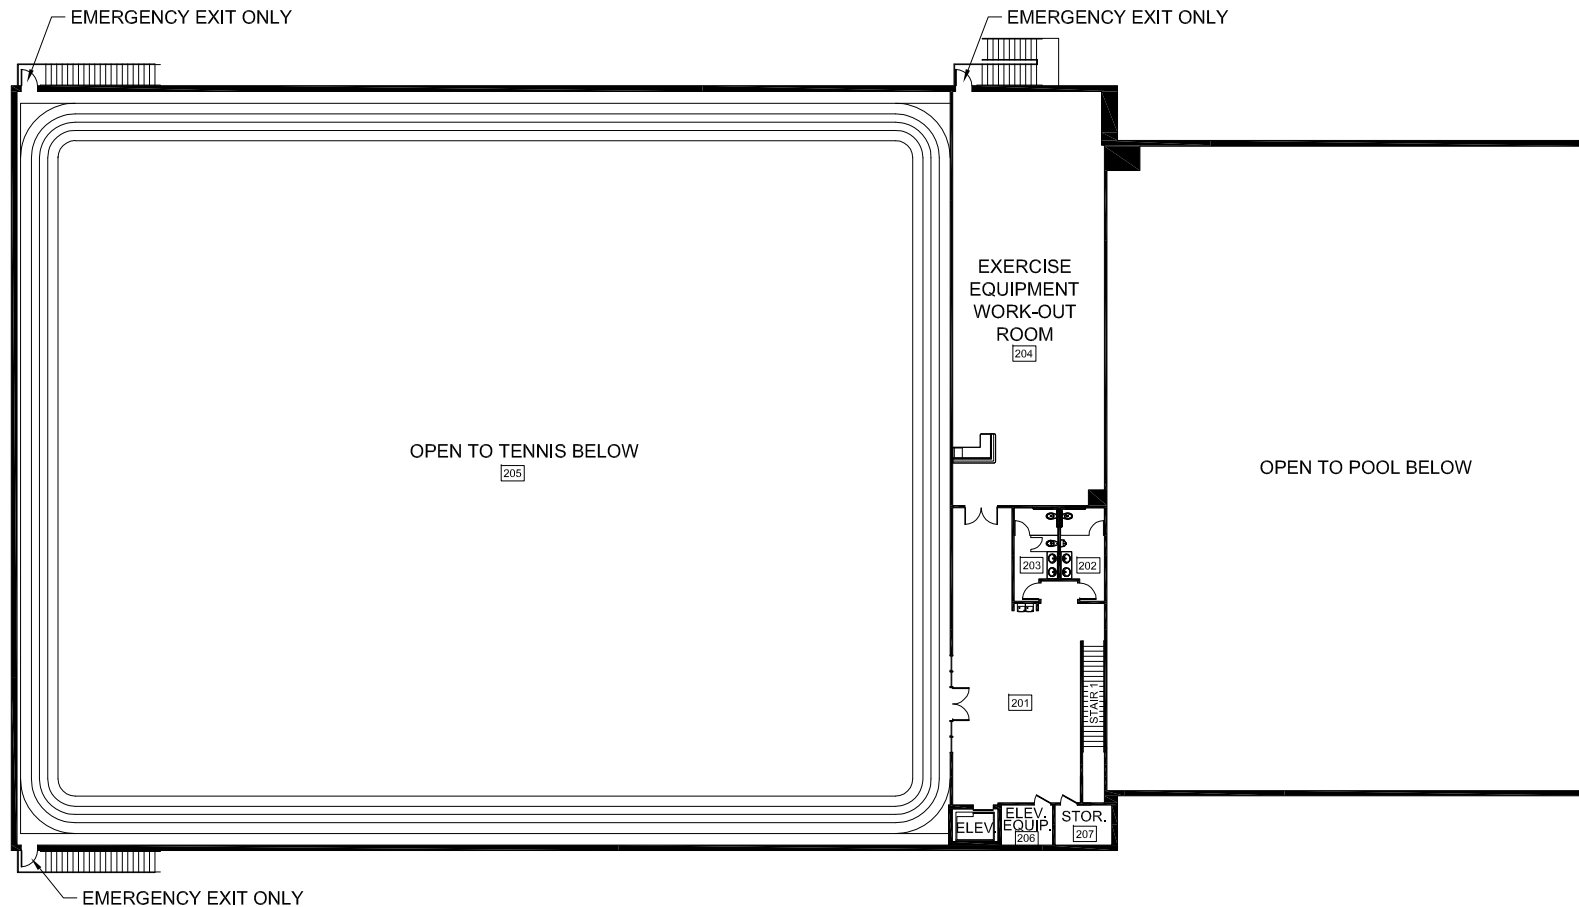 EMERGENCY EXIT ONLY
EMERGENCY EXIT ONLY
EXERCISE
EQUIPMENT
WORK-OUT
ROOM
204
OPEN TO TENNIS BELOW
205
OPEN TO POOL BELOW
203
202
201
STAIR 1
ELEV.
ELEV.
EQUIP.
206
STOR.
207
EMERGENCY EXIT ONLY